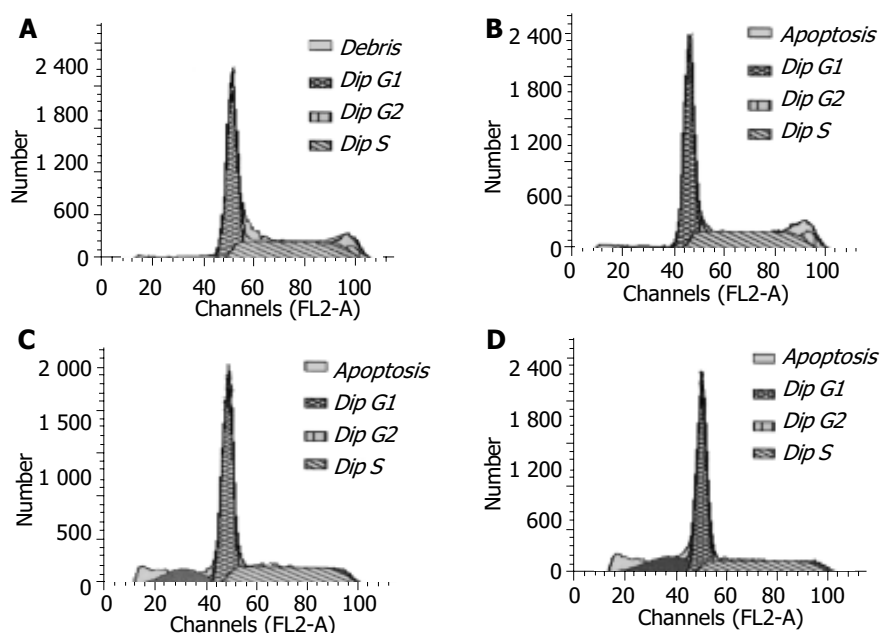 A
Number
2 400
1 800
1 200
600
0
Debris
Dip G1
Dip G2
Dip S
0 20 40 60 80 100
Channels (FL2-A)
B
Number
2 400
1 800
1 200
600
0
Apoptosis
Dip G1
Dip G2
Dip S
0 20 40 60 80 100
Channels (FL2-A)
C
Number
2 000
1 500
1 000
500
0
Apoptosis
Dip G1
Dip G2
Dip S
0 20 40 60 80 100
Channels (FL2-A)
D
Number
2 400
1 800
1 200
600
0
Apoptosis
Dip G1
Dip G2
Dip S
0 20 40 60 80 100
Channels (FL2-A)